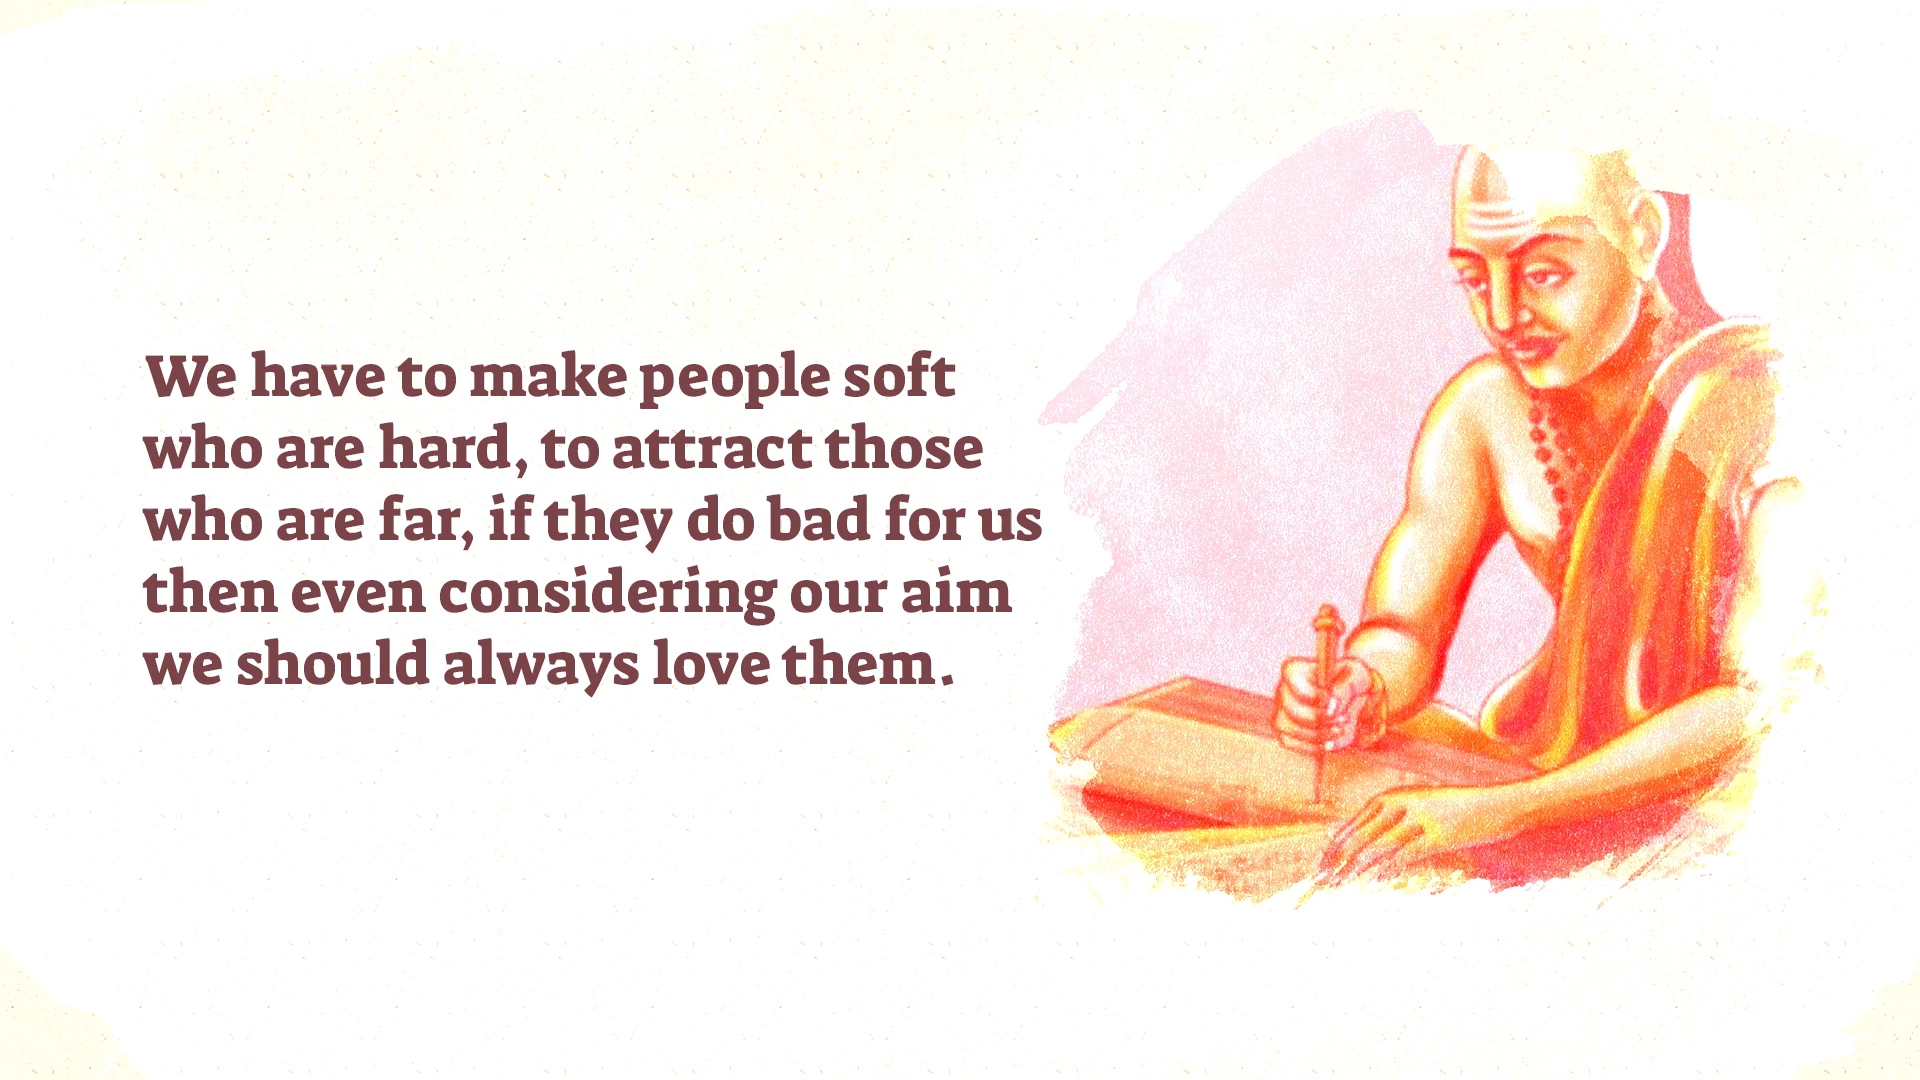 We have to make people soft
who are hard, to attract those
who are far, if they do bad for us
then even considering our aim
we should always love them.